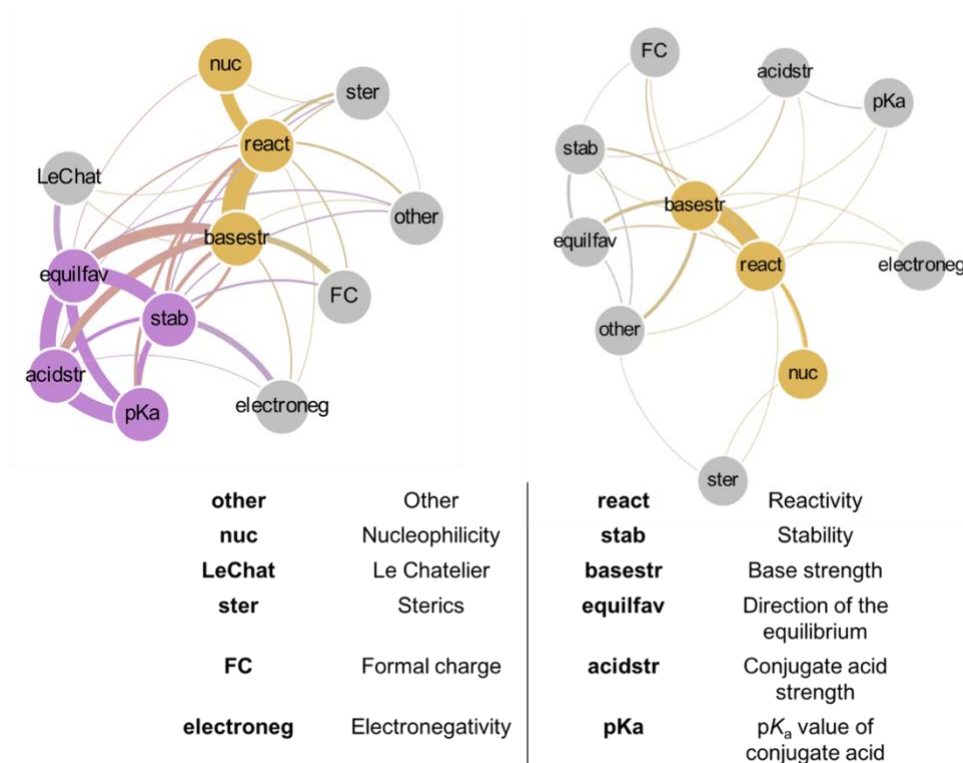 nuc
ster
react
LeChat
other
basestr
equilfav
FC
stab
acidstr
pKa
electroneg
FC
acidstr
pKa
stab
basestr
equilfav
react
electroneg
other
nuc
ster
other Other
nuc Nucleophilicity
LeChat Le Chatelier
ster Sterics
FC Formal charge
electroneg Electronegativity
react Reactivity
stab Stability
basestr Base strength
equilfav Direction of the
equilibrium
acidstr Conjugate acid
strength
pKa pKa value of
conjugate acid